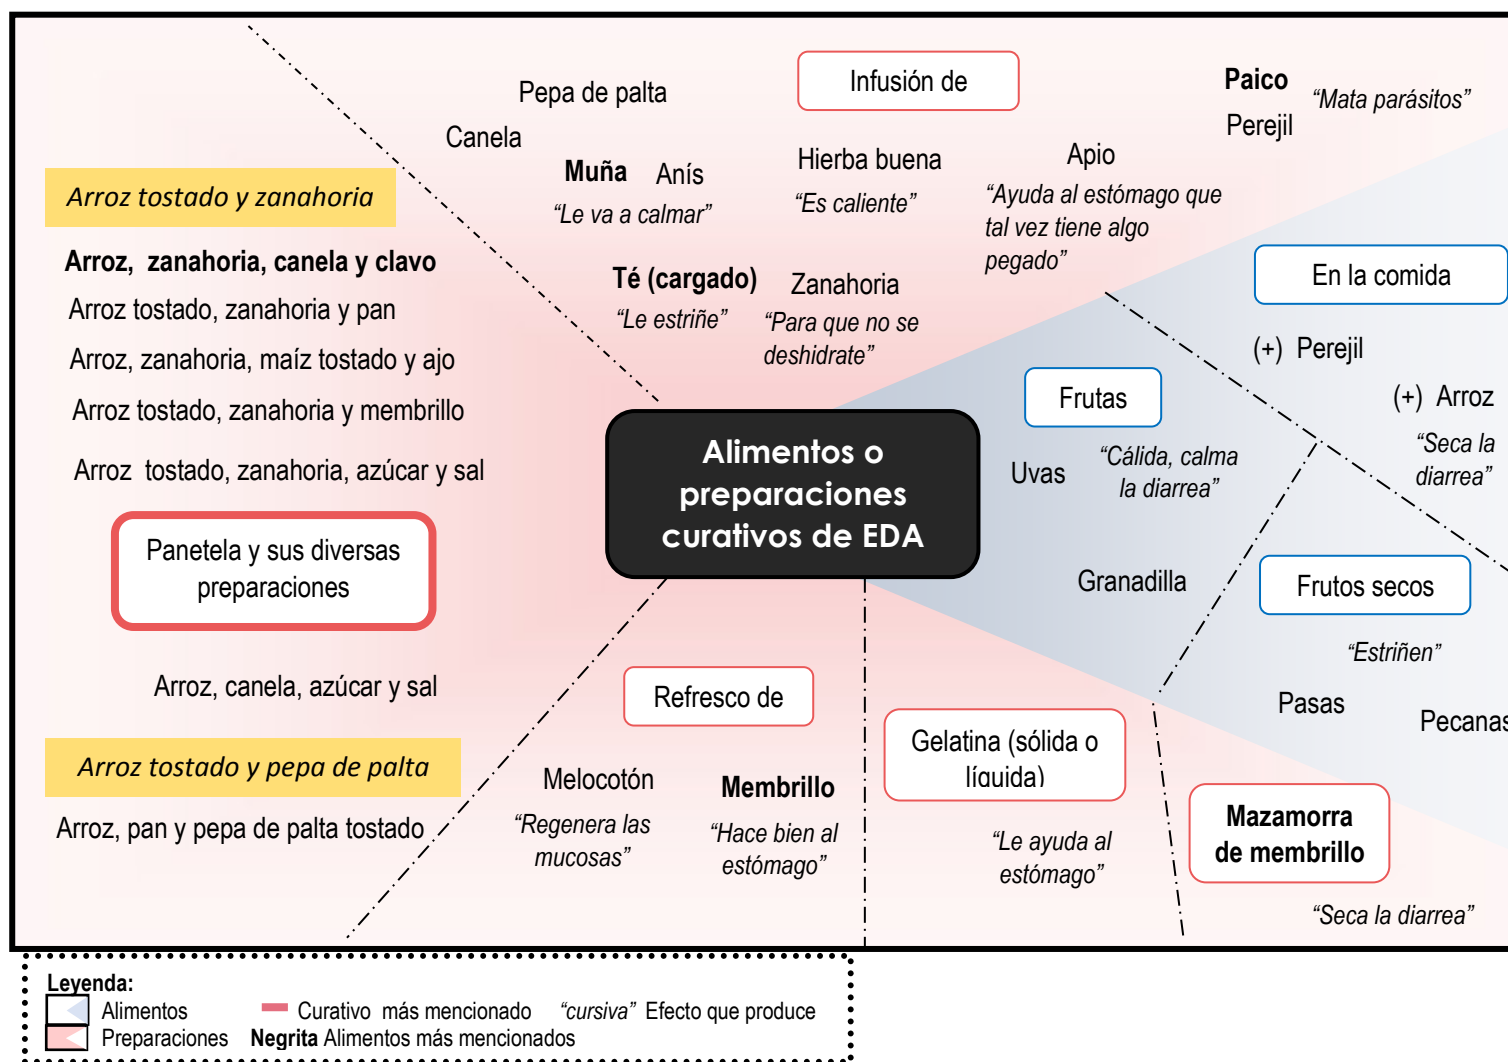 Pepa de palta
Canela
Muña Anís
“Le va a calmar”
Té (cargado)
“Le estriñe”
Infusión de
Hierba buena
“Es caliente”
Zanahoria
“Para que no se
deshidrate”
Apio
“Ayuda al estómago que
tal vez tiene algo
pegado”
Paico
Perejil
“Mata parásitos”
Arroz tostado y zanahoria
Arroz, zanahoria, canela y clavo
Arroz tostado, zanahoria y pan
Arroz, zanahoria, maíz tostado y ajo
Arroz tostado, zanahoria y membrillo
Arroz tostado, zanahoria, azúcar y sal
Panetela y sus diversas
preparaciones
Arroz, canela, azúcar y sal
Arroz tostado y pepa de palta
Arroz, pan y pepa de palta tostado
Alimentos o
preparaciones
curativos de EDA
En la comida
(+) Perejil
(+) Arroz
“Seca la
diarrea”
Frutas
Uvas
“Cálida, calma
la diarrea”
Granadilla
Frutos secos
“Estriñen”
Pasas
Pecanas
Refresco de
Melocotón
“Regenera las
mucosas”
Membrillo
“Hace bien al
estómago”
Gelatina (sólida o
líquida)
“Le ayuda al
estómago”
Mazamorra
de membrillo
“Seca la diarrea”
Leyenda:
Alimentos Curativo más mencionado “cursiva” Efecto que produce
Preparaciones Negrita Alimentos más mencionados